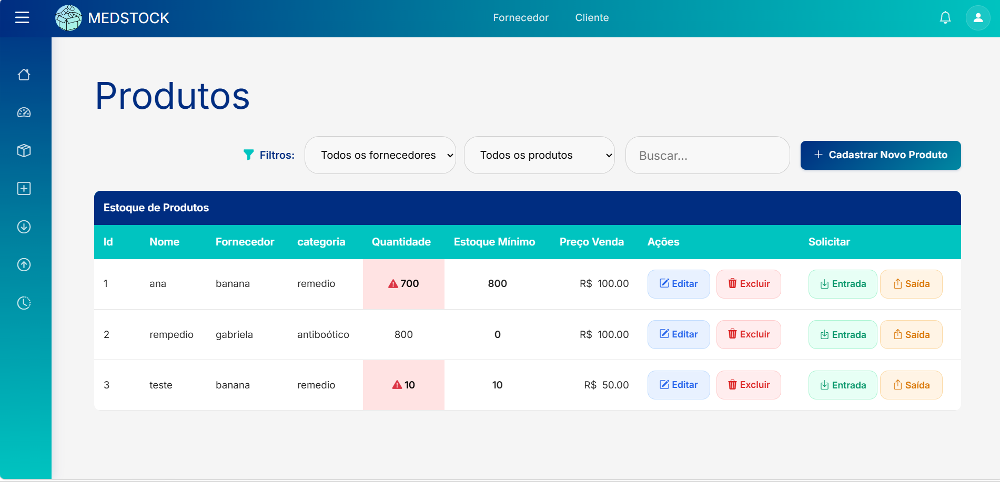 MEDSTOCK Fornecedor Cliente
Produtos
Filtros: Todos os fornecedores Todos os produtos Buscar... Cadastrar Novo Produto
Estoque de Produtos
Id Nome Fornecedor categoria Quantidade Estoque Mínimo Preço Venda Ações Solicitar
1 ana banana remedio 700 800 R$ 100.00 Editar Excluir Entrada Saída
2 rempedio gabriela antiboótico 800 0 R$ 100.00 Editar Excluir Entrada Saída
3 teste banana remedio 10 10 R$ 50.00 Editar Excluir Entrada Saída